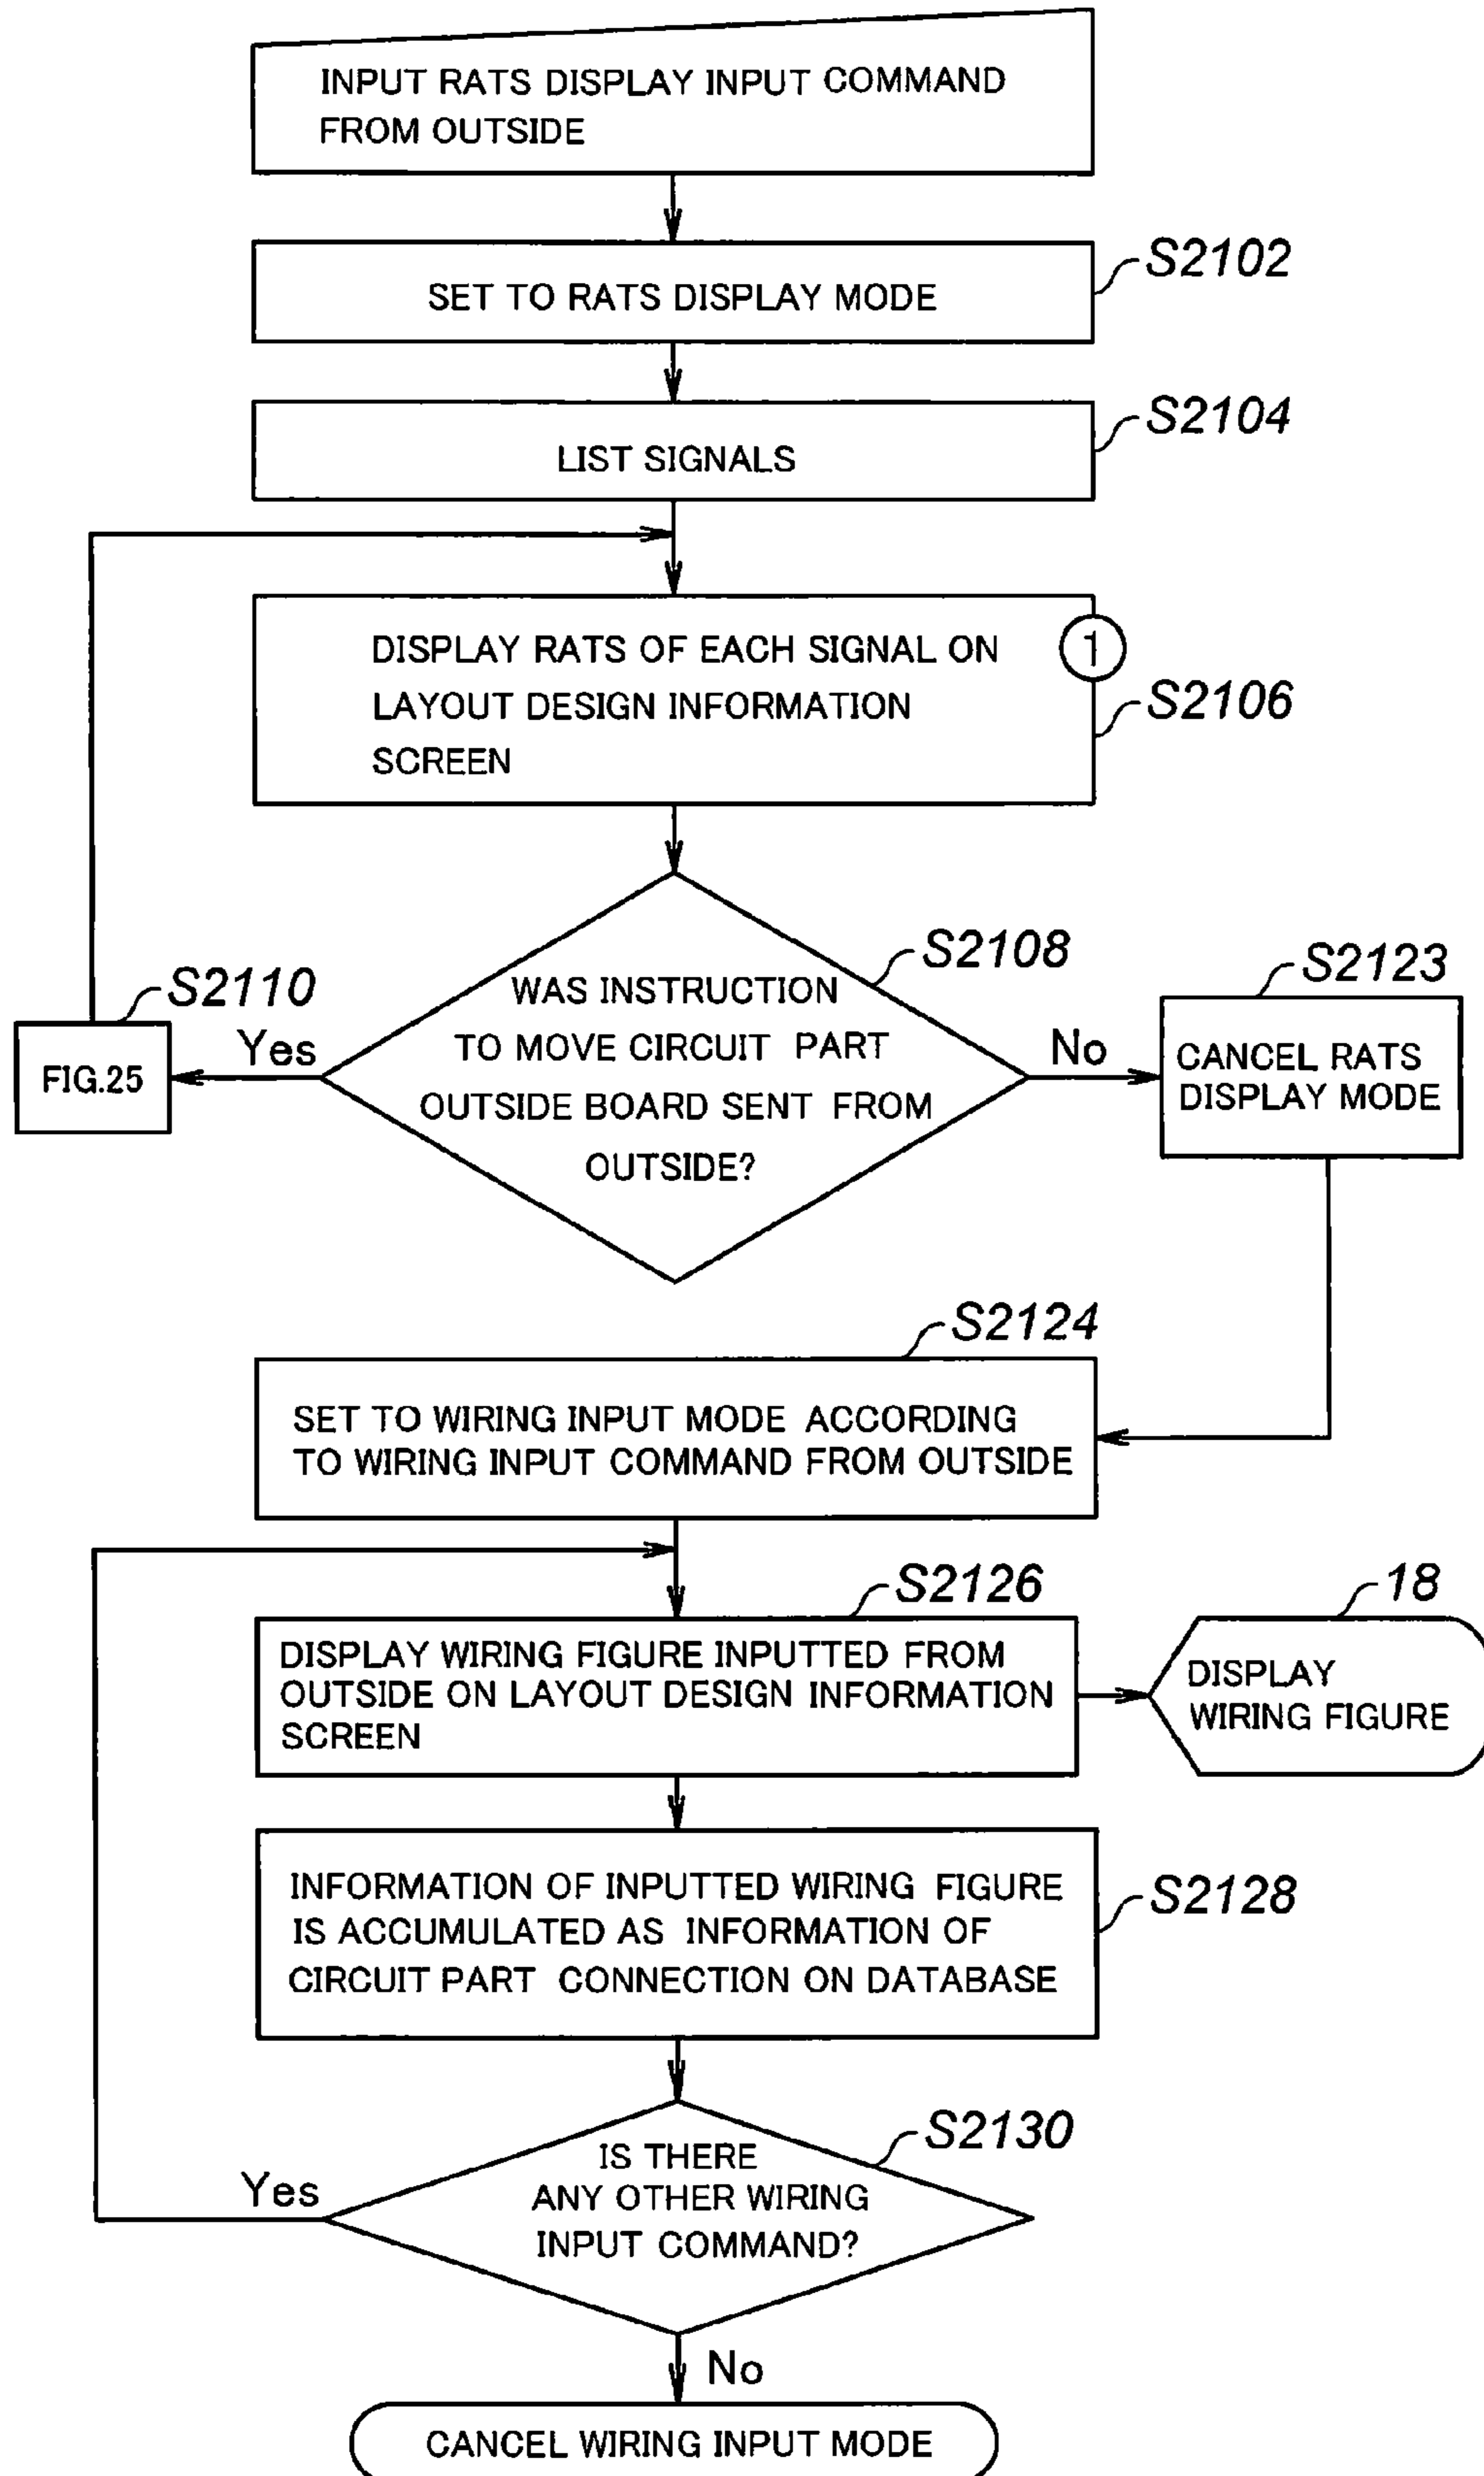 INPUT RATS DISPLAY INPUT COMMAND
FROM OUTSIDE
S2102
SET TO RATS DISPLAY MODE
S2104
LIST SIGNALS
DISPLAY RATS OF EACH SIGNAL ON
1
LAYOUT DESIGN INFORMATION
S2106
SCREEN
S2108
WAS INSTRUCTION
TO MOVE CIRCUIT PART
OUTSIDE BOARD SENT FROM
OUTSIDE?
S2110
Yes
FIG.25
No
S2123
CANCEL RATS
DISPLAY MODE
S2124
SET TO WIRING INPUT MODE ACCORDING
TO WIRING INPUT COMMAND FROM OUTSIDE
S2126
DISPLAY WIRING FIGURE INPUTTED FROM
OUTSIDE ON LAYOUT DESIGN INFORMATION
SCREEN
18
DISPLAY
WIRING FIGURE
INFORMATION OF INPUTTED WIRING FIGURE
IS ACCUMULATED AS INFORMATION OF
CIRCUIT PART CONNECTION ON DATABASE
S2128
S2130
IS THERE
ANY OTHER WIRING
INPUT COMMAND?
Yes
No
CANCEL WIRING INPUT MODE